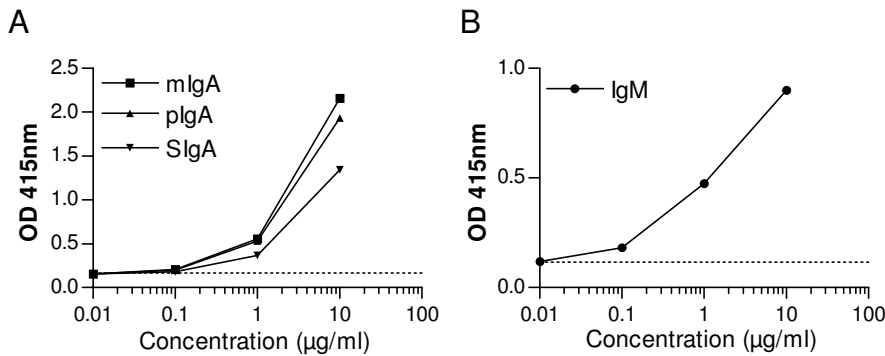 A
mIgA
pIgA
SIgA
2.5
2.0
1.5
1.0
0.5
0.0
OD 415nm
0.01 0.1 1 10 100
Concentration (µg/ml)
B
IgM
1.0
0.5
0.0
OD 415nm
0.01 0.1 1 10 100
Concentration (µg/ml)